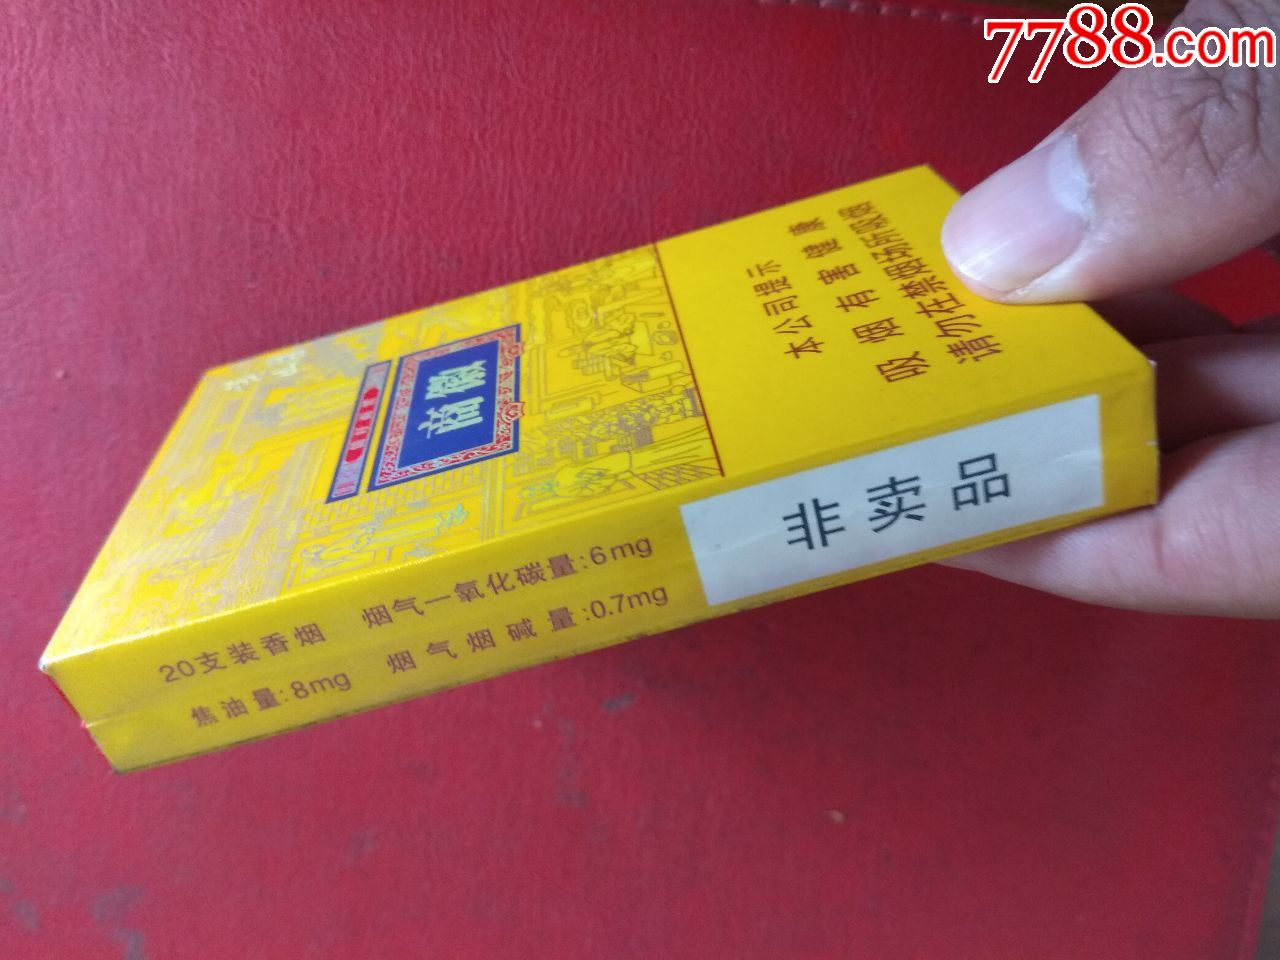 7788.com
本公司提示
吸烟有害健康
请勿在禁烟场所吸烟
徽商
非卖品
20支装香烟 烟气一氧化碳量:6mg
焦油量:8mg 烟气烟碱量:0.7mg